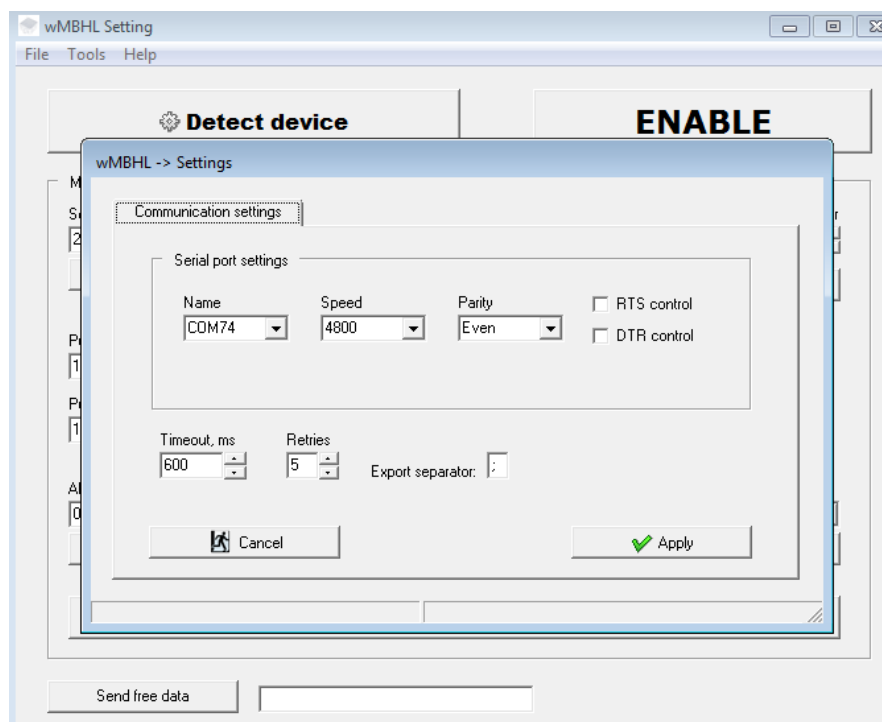 wMBHL Setting
File Tools Help
Detect device
ENABLE
wMBHL -> Settings
Communication settings
Serial port settings
Name Speed Parity
COM74 4800 Even
RTS control
DTR control
Timeout, ms Retries
600 5 Export separator: ;
Cancel Apply
Send free data